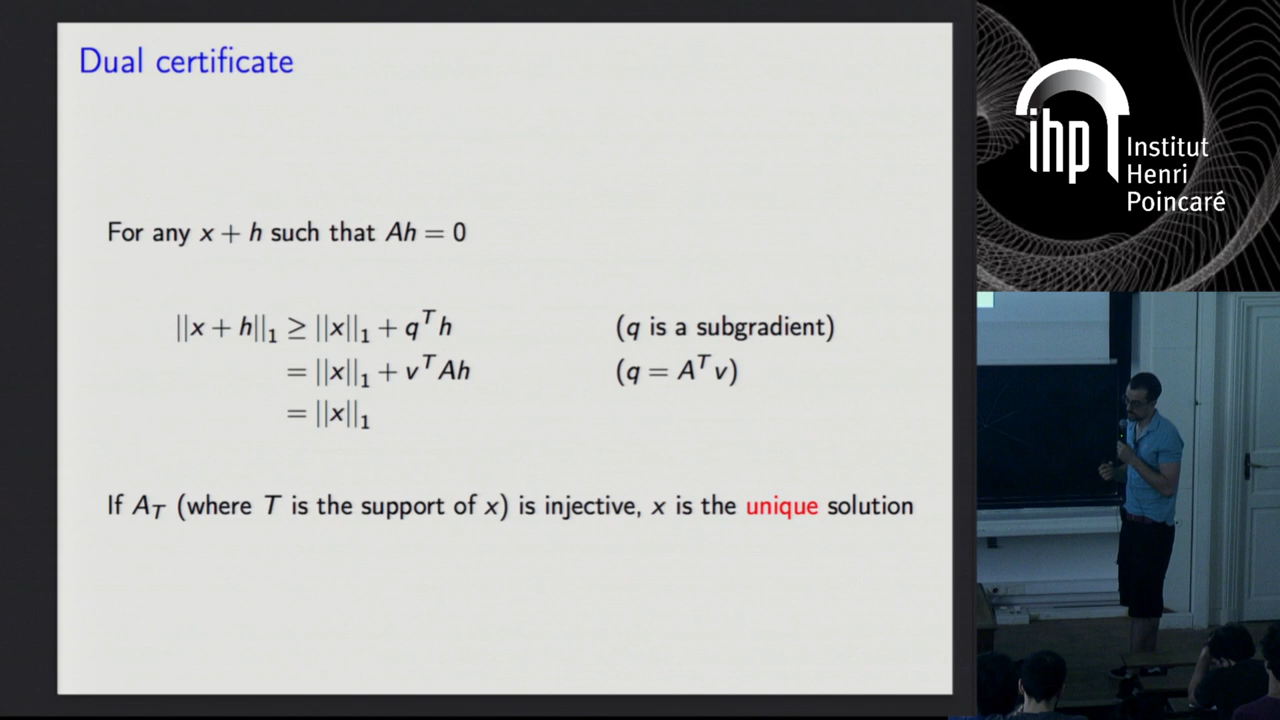 Dual certificate
For any x + h such that Ah = 0
||x + h||₁ ≥ ||x||₁ + qᵀh (q is a subgradient)
= ||x||₁ + vᵀAh (q = Aᵀv)
= ||x||₁
If A_T (where T is the support of x) is injective, x is the unique solution
ihp
Institut
Henri
Poincaré